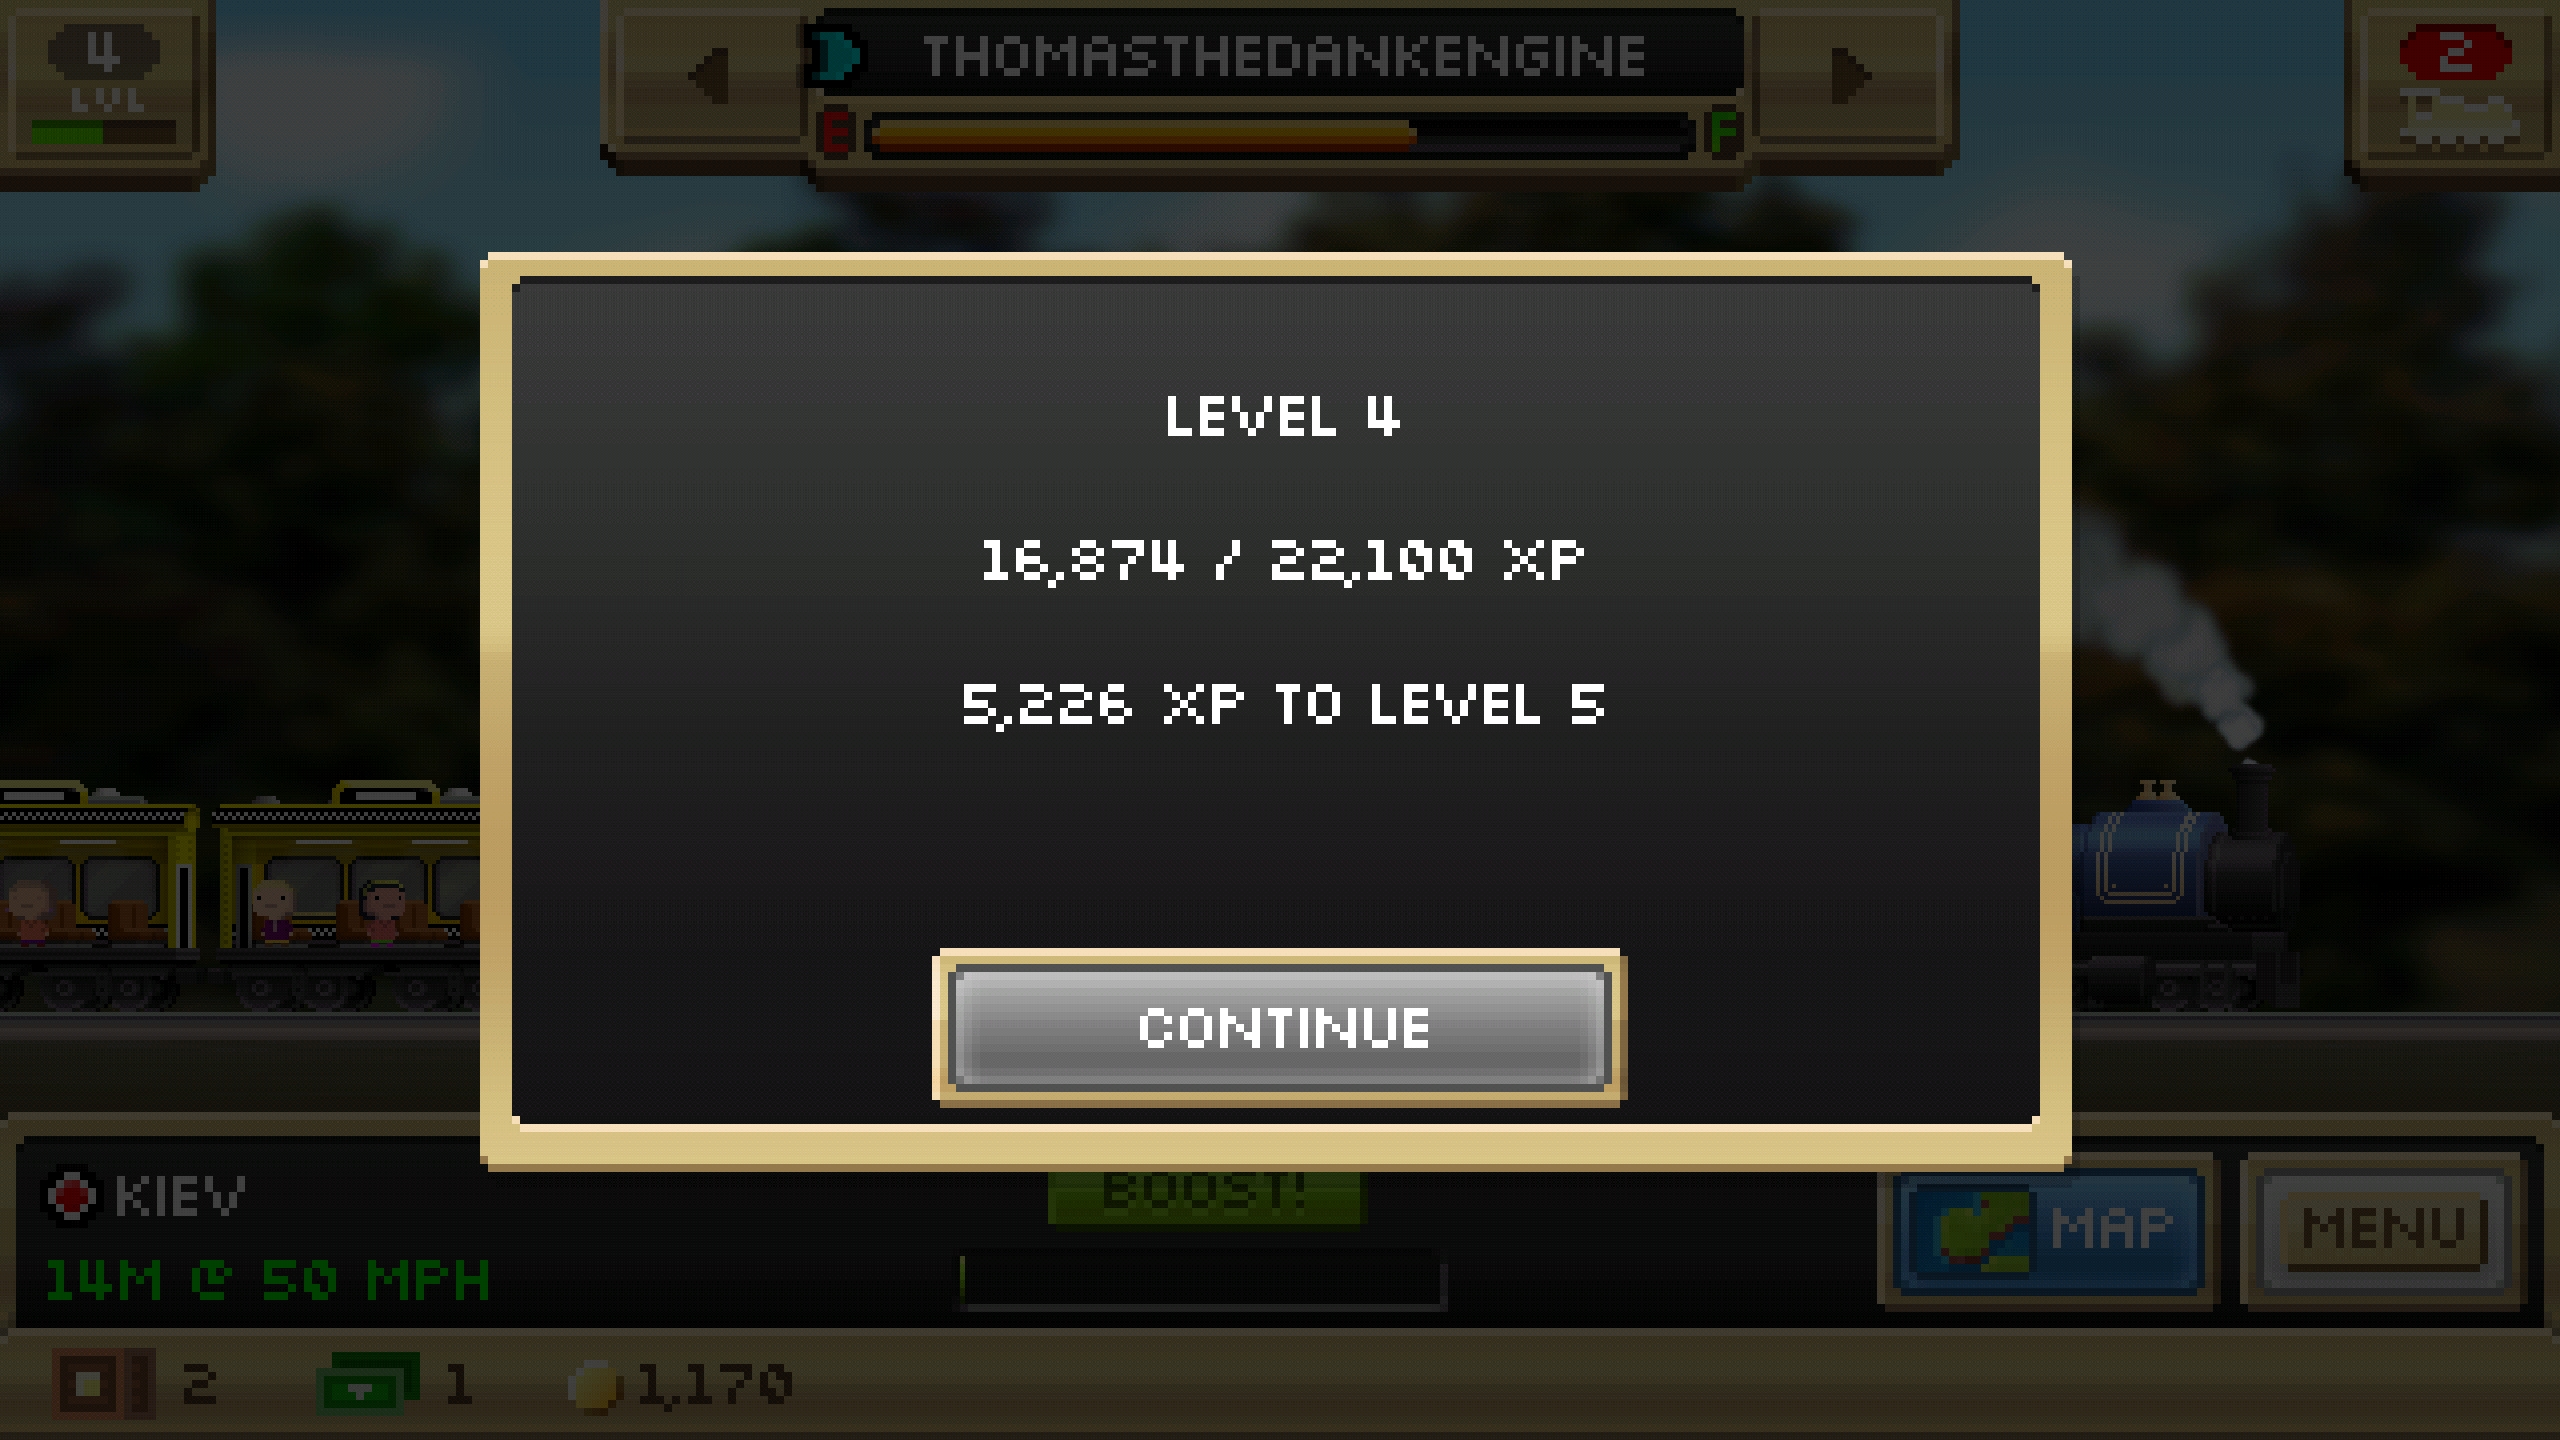 4
LVL
THOMASTHEDANKENGINE
E F
2
LEVEL 4
16,874 / 22,100 XP
5,226 XP TO LEVEL 5
CONTINUE
KIEV
14M @ 50 MPH
BOOST!
MAP
MENU
2 1 1,170